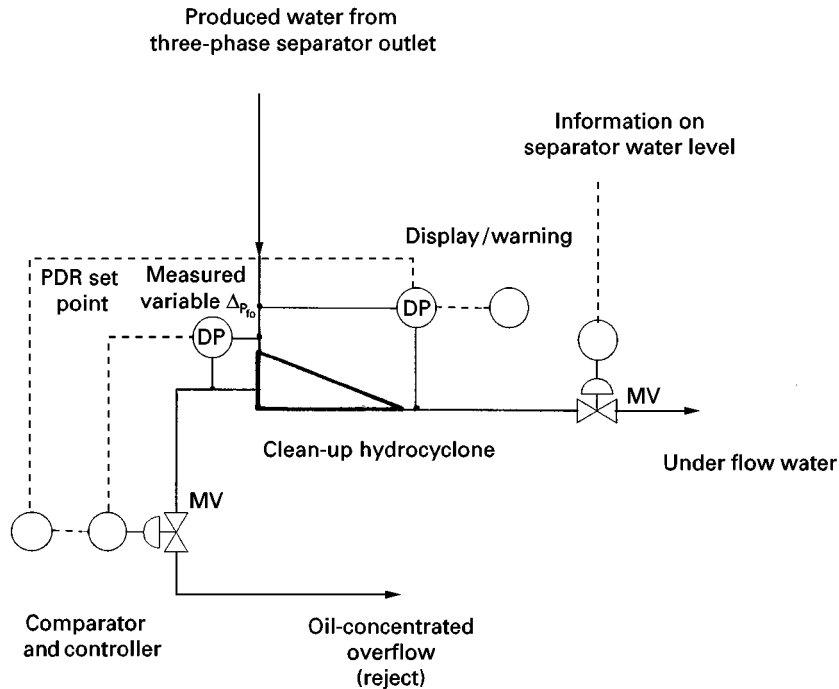 Produced water from
three-phase separator outlet
Information on
separator water level
Display/warning
PDR set
point
Measured
variable Δ_Pfo
DP
DP
MV
Clean-up hydrocyclone
Under flow water
MV
Comparator
and controller
Oil-concentrated
overflow
(reject)